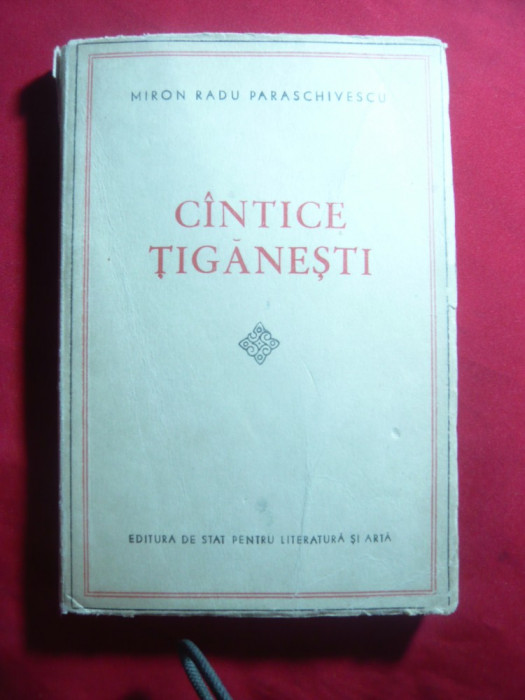 MIRON RADU PARASCHIVESCU
CÎNTICE
ȚIGĂNEȘTI
EDITURA DE STAT PENTRU LITERATURĂ ȘI ARTĂ